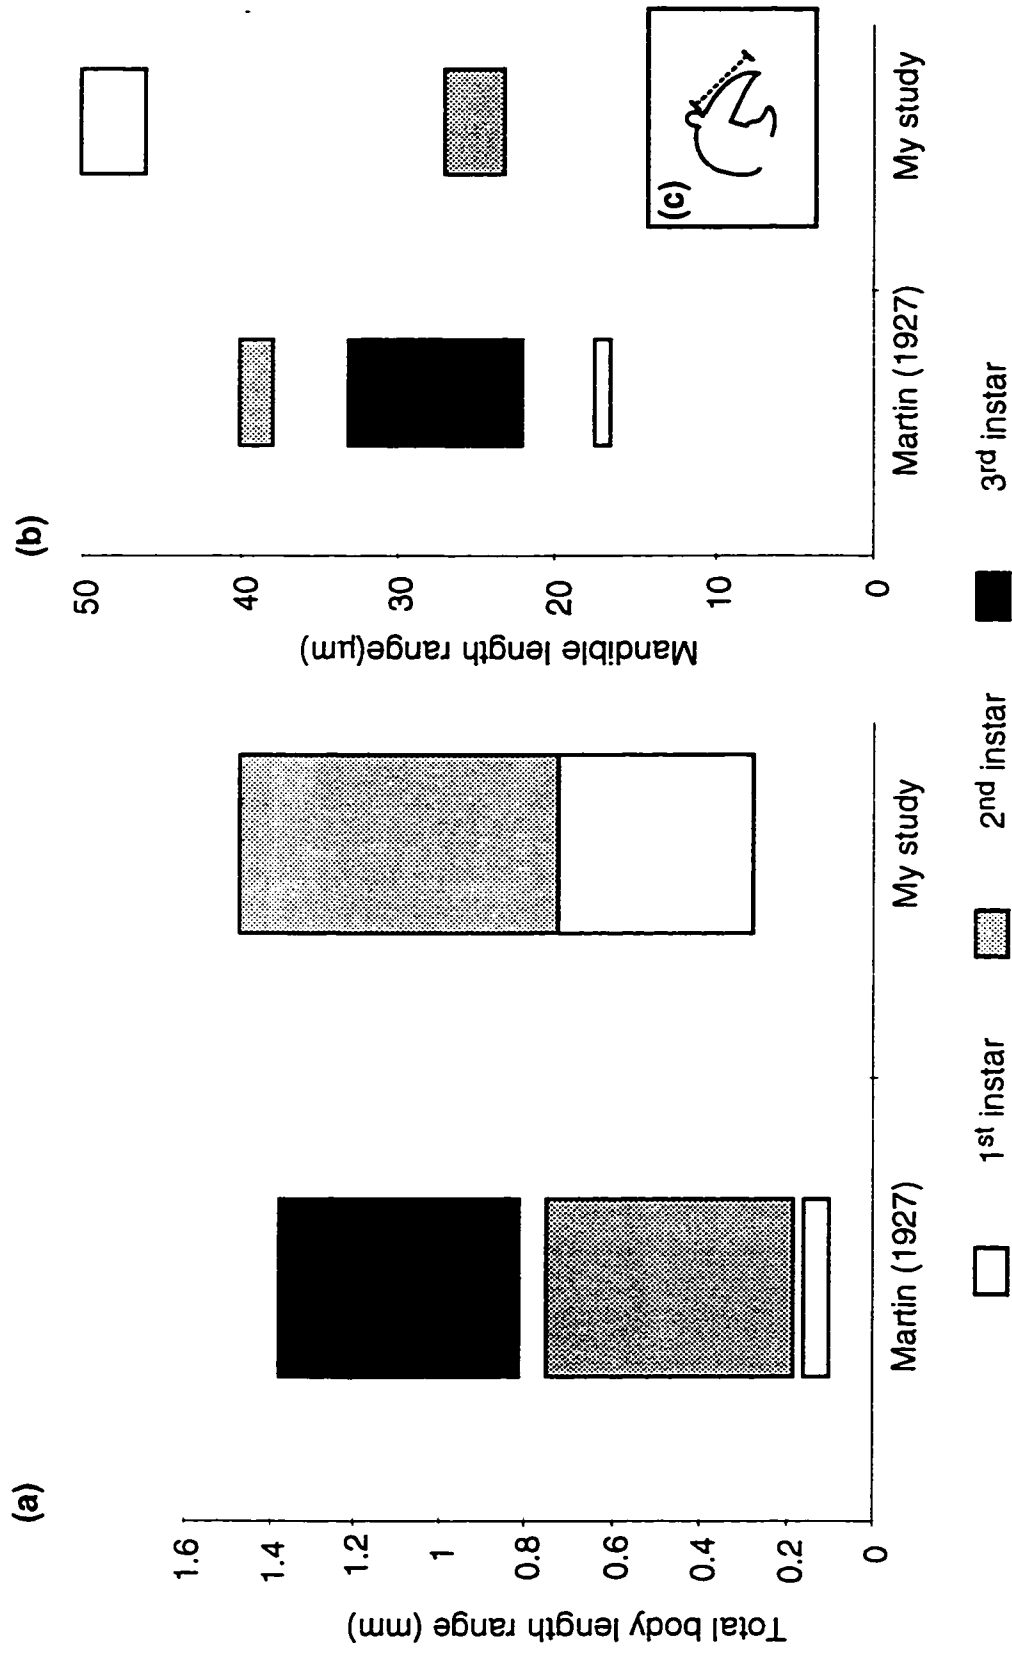 (a)
Total body length range (mm)
1.6
1.4
1.2
1
0.8
0.6
0.4
0.2
0
Martin (1927)
My study
(b)
Mandible length range(µm)
50
40
30
20
10
0
Martin (1927)
My study
(c)
1st instar
2nd instar
3rd instar